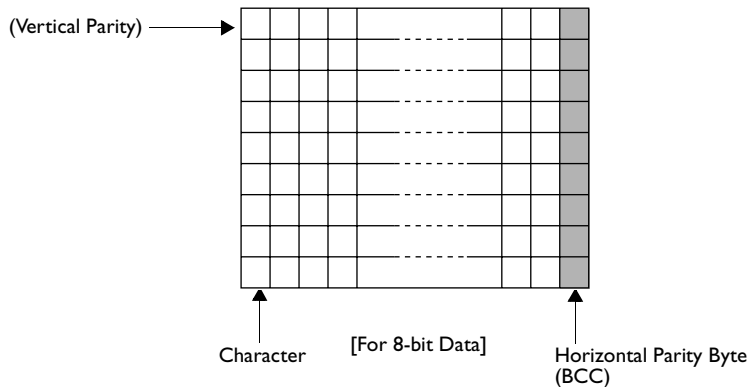 (Vertical Parity)
Character
[For 8-bit Data]
Horizontal Parity Byte
(BCC)